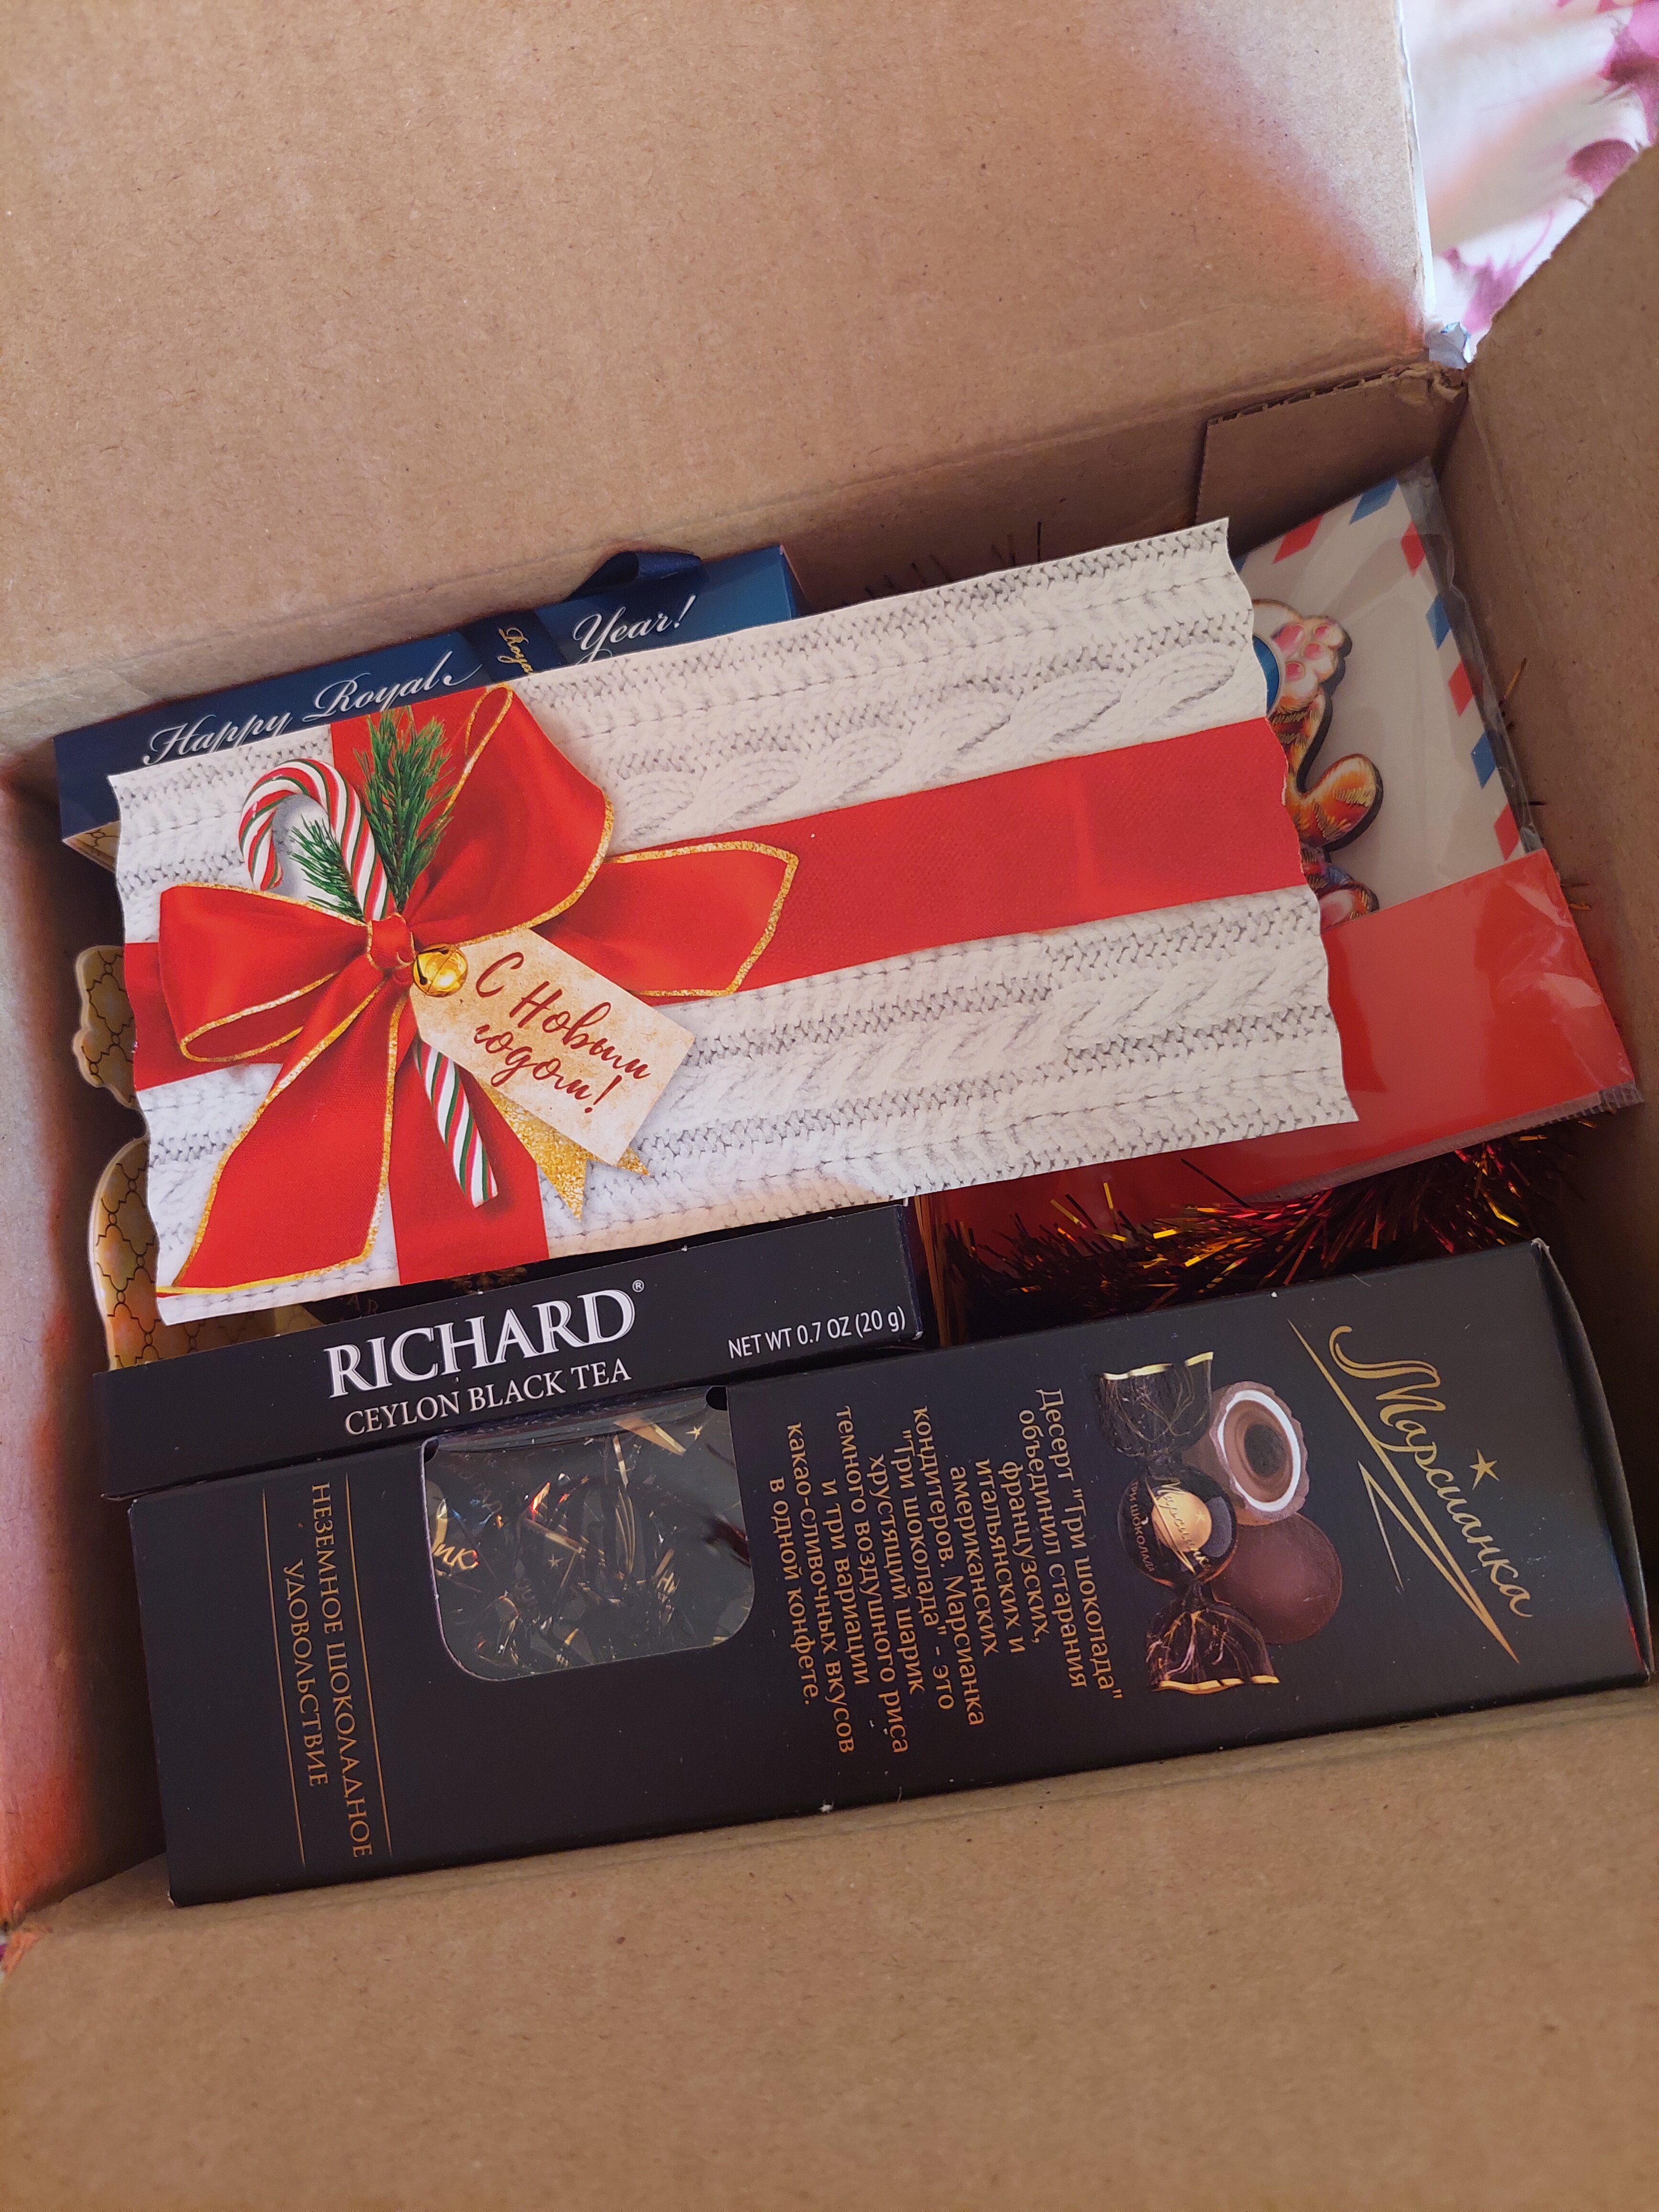 Happy Royal Year!
Royal
С Новым
годом!
RICHARD®
CEYLON BLACK TEA
NET WT 0.7 OZ (20 g)
Марсианка
Десерт "Три шоколада"
объединил старания
французских,
итальянских и
американских
кондитеров. Марсианка
"Три шоколада" - это
хрустящий шарик
темного воздушного риса
и три вариации
какао-сливочных вкусов
в одной конфете.
НЕЗЕМНОЕ ШОКОЛАДНОЕ
УДОВОЛЬСТВИЕ
Марсианка